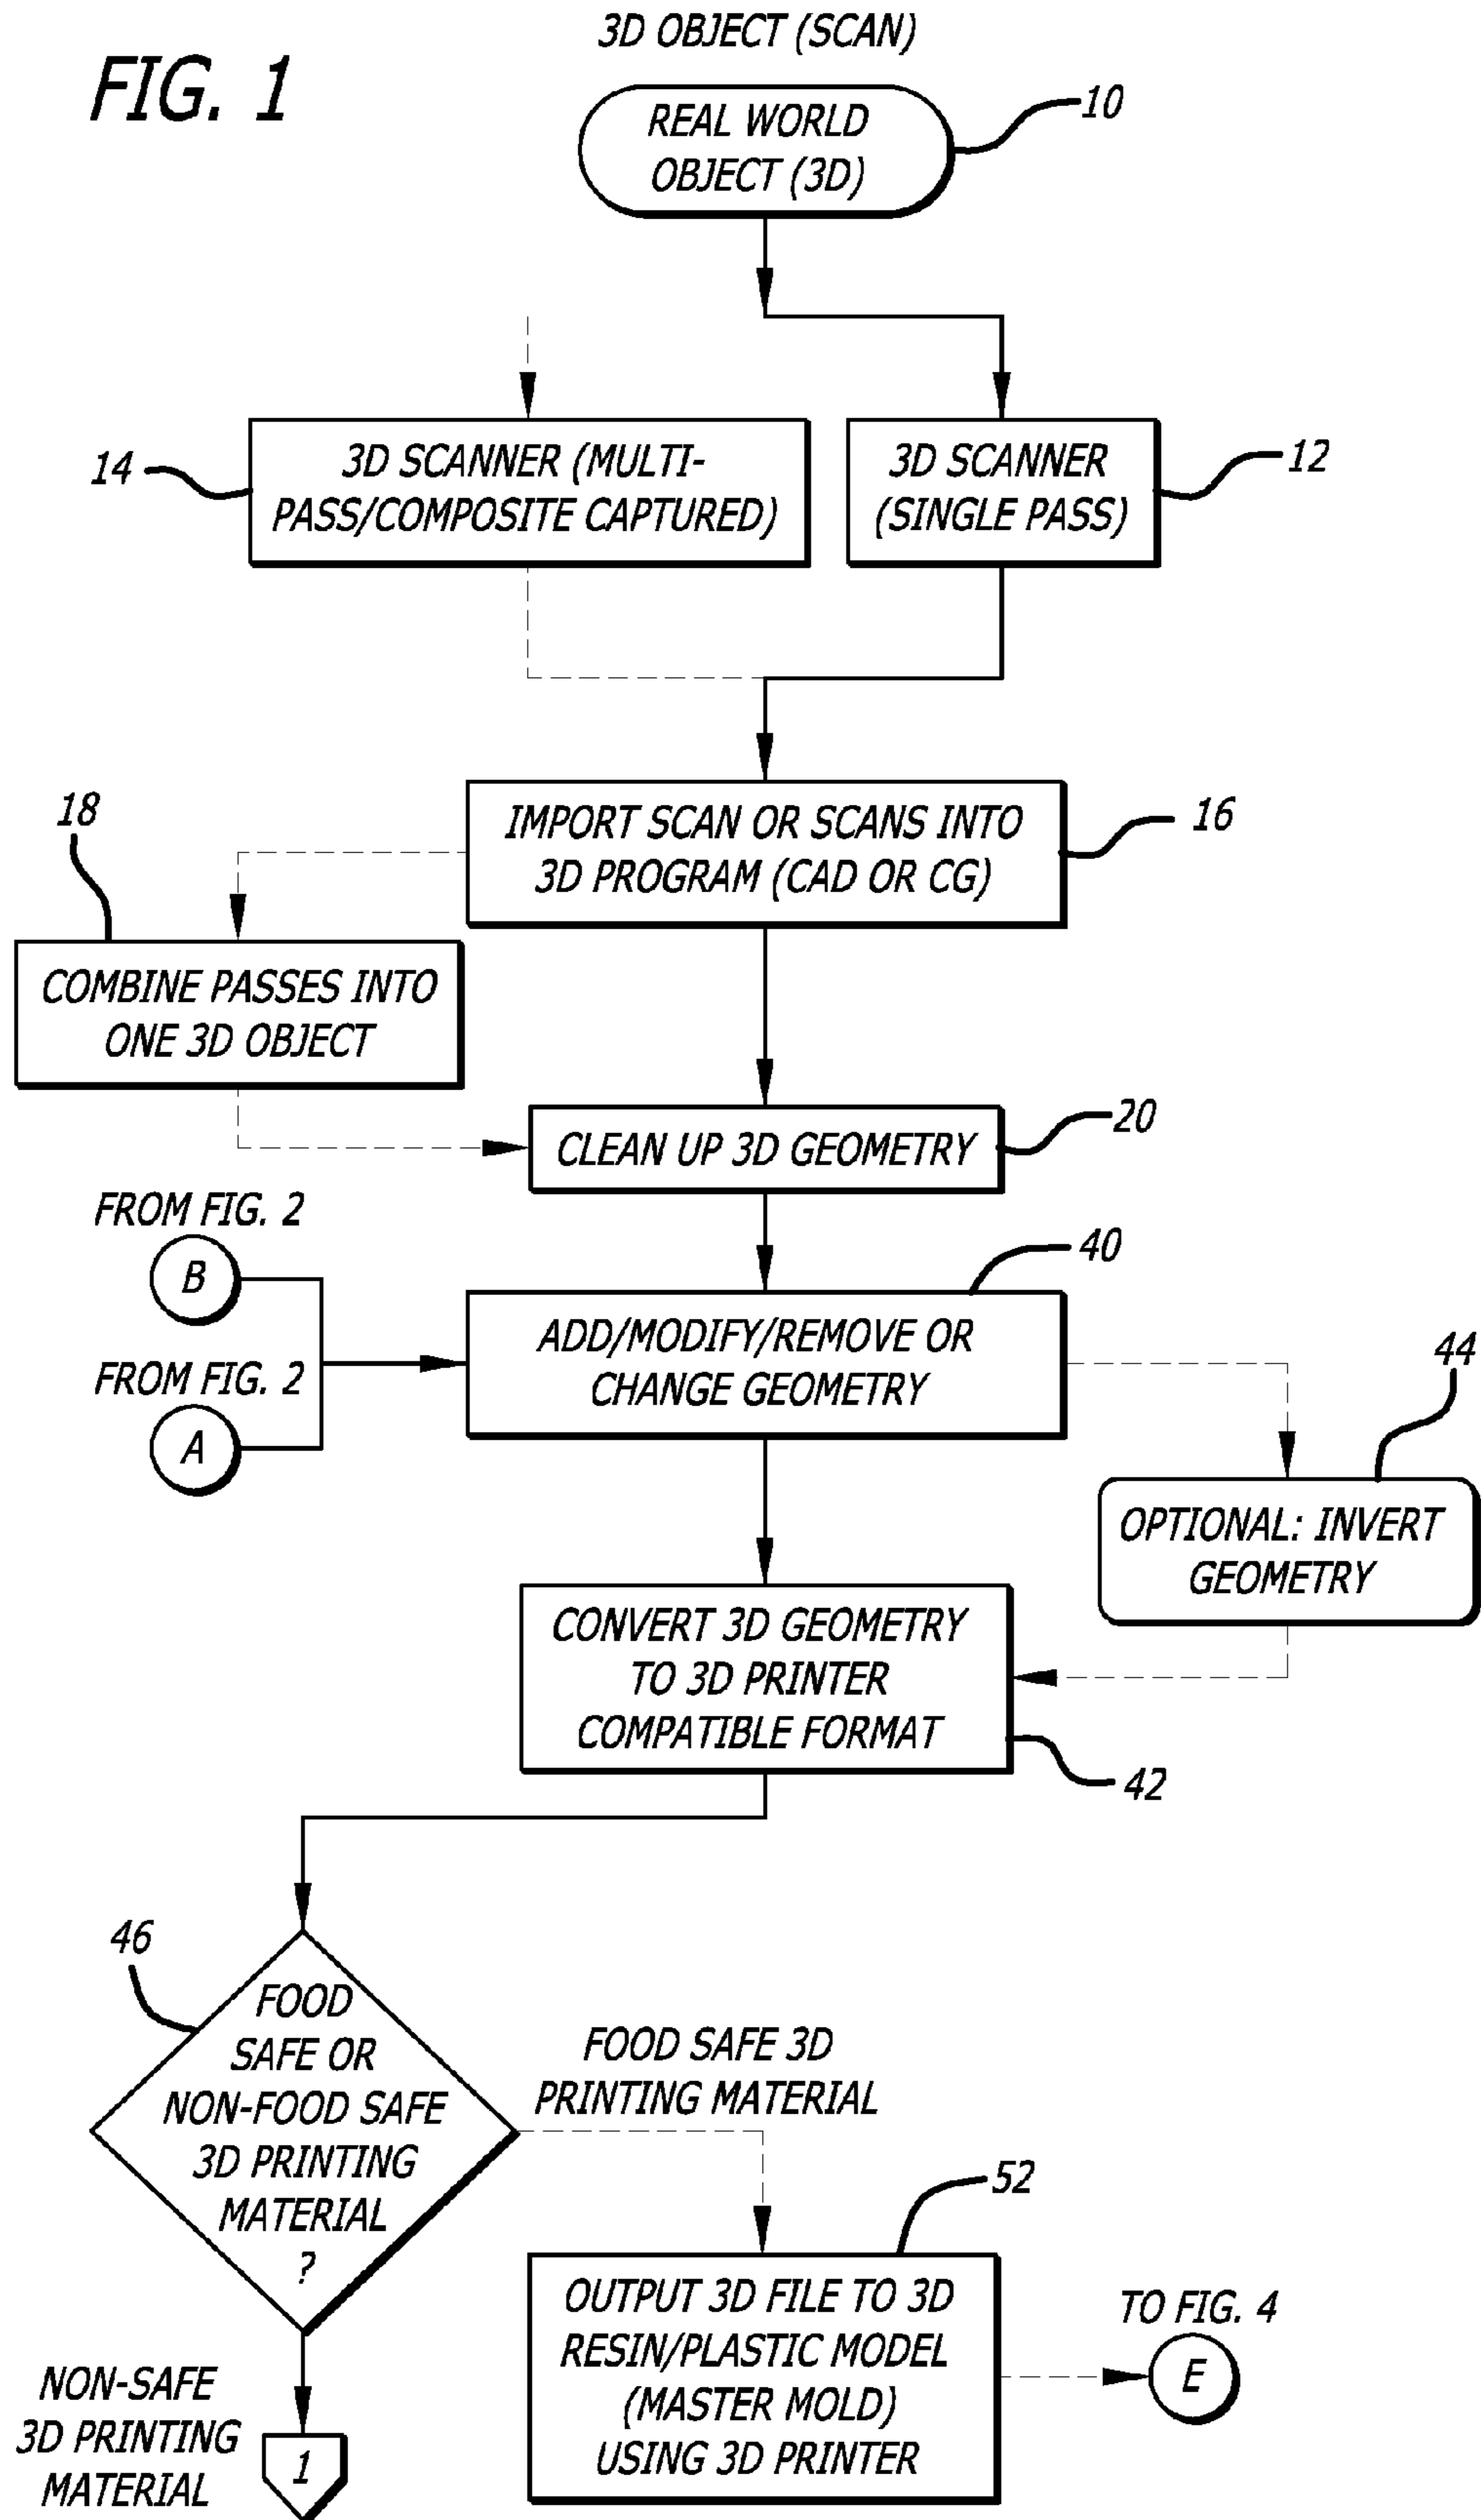 FIG. 1
3D OBJECT (SCAN)
REAL WORLD
OBJECT (3D)
10
3D SCANNER (MULTI-
PASS/COMPOSITE CAPTURED)
14
3D SCANNER
(SINGLE PASS)
12
IMPORT SCAN OR SCANS INTO
3D PROGRAM (CAD OR CG)
16
18
COMBINE PASSES INTO
ONE 3D OBJECT
CLEAN UP 3D GEOMETRY
20
FROM FIG. 2
B
FROM FIG. 2
A
40
ADD/MODIFY/REMOVE OR
CHANGE GEOMETRY
44
OPTIONAL: INVERT
GEOMETRY
CONVERT 3D GEOMETRY
TO 3D PRINTER
COMPATIBLE FORMAT
42
46
FOOD
SAFE OR
NON-FOOD SAFE
3D PRINTING
MATERIAL
?
FOOD SAFE 3D
PRINTING MATERIAL
52
OUTPUT 3D FILE TO 3D
RESIN/PLASTIC MODEL
(MASTER MOLD)
USING 3D PRINTER
TO FIG. 4
E
NON-SAFE
3D PRINTING
MATERIAL
1